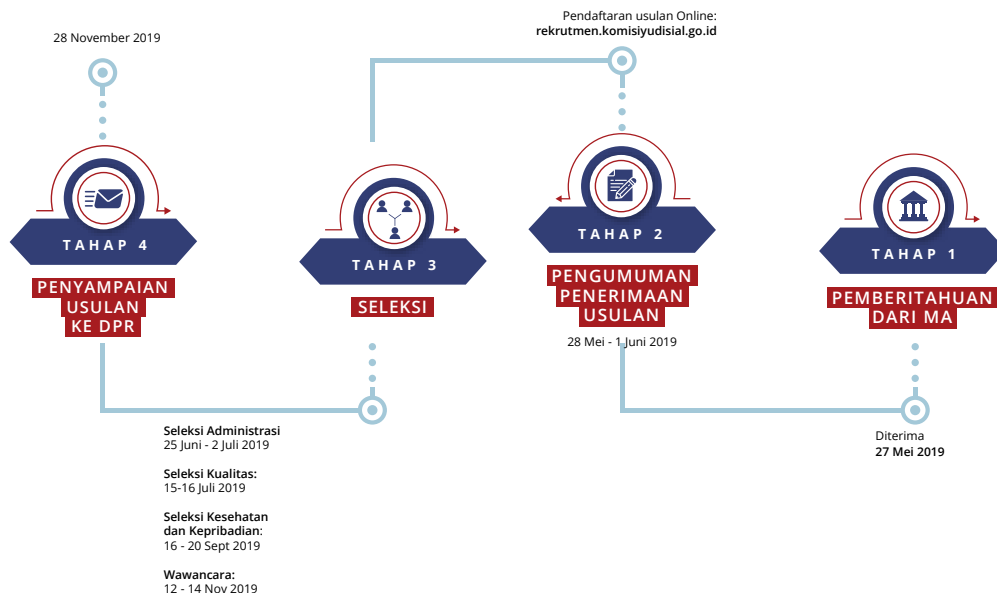 28 November 2019
TAHAP 4
PENYAMPAIAN
USULAN
KE DPR
Seleksi Administrasi
25 Juni - 2 Juli 2019
Seleksi Kualitas:
15-16 Juli 2019
Seleksi Kesehatan
dan Kepribadian:
16 - 20 Sept 2019
Wawancara:
12 - 14 Nov 2019
TAHAP 3
SELEKSI
Pendaftaran usulan Online:
rekrutmen.komisiyudisial.go.id
TAHAP 2
PENGUMUMAN
PENERIMAAN
USULAN
28 Mei - 1 Juni 2019
TAHAP 1
PEMBERITAHUAN
DARI MA
Diterima
27 Mei 2019